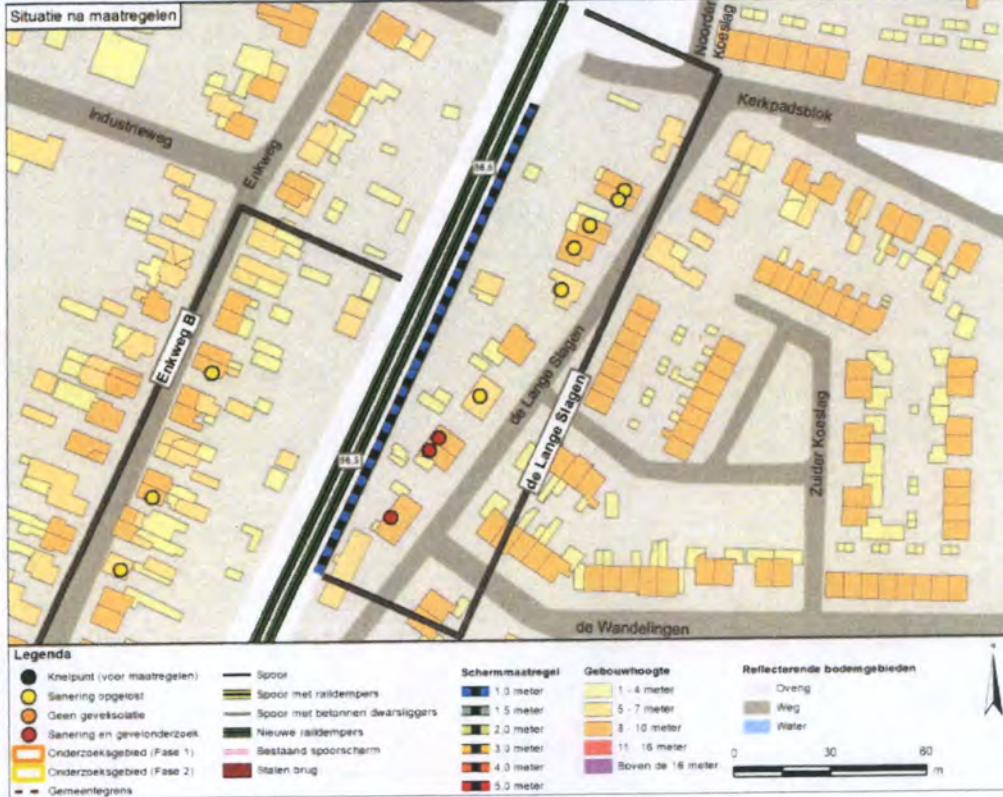 Situatie na maatregelen
Industrieweg
Enkweg
Noorder
Koeslag
Kerkpadsblok
Enkweg B
de Lange Slagen
de Lange Slagen
Zuider Koeslag
de Wandelingen
Legenda
Knelpunt (voor maatregelen)
Sanering opgelost
Geen gevelisolatie
Sanering en gevelonderzoek
Onderzoeksgebied (Fase 1)
Onderzoeksgebied (Fase 2)
Gemeentegrens
Spoor
Spoor met raildempers
Spoor met betonnen dwarsliggers
Nieuwe raildempers
Bestaand spoorscherm
Stalen brug
Schermmaatregel
1.0 meter
1.5 meter
2.0 meter
3.0 meter
4.0 meter
5.0 meter
Gebouwhoogte
1 - 4 meter
5 - 7 meter
8 - 10 meter
11 - 16 meter
Boven de 16 meter
Reflecterende bodemgebieden
Overig
Weg
Water
0 30 60
m